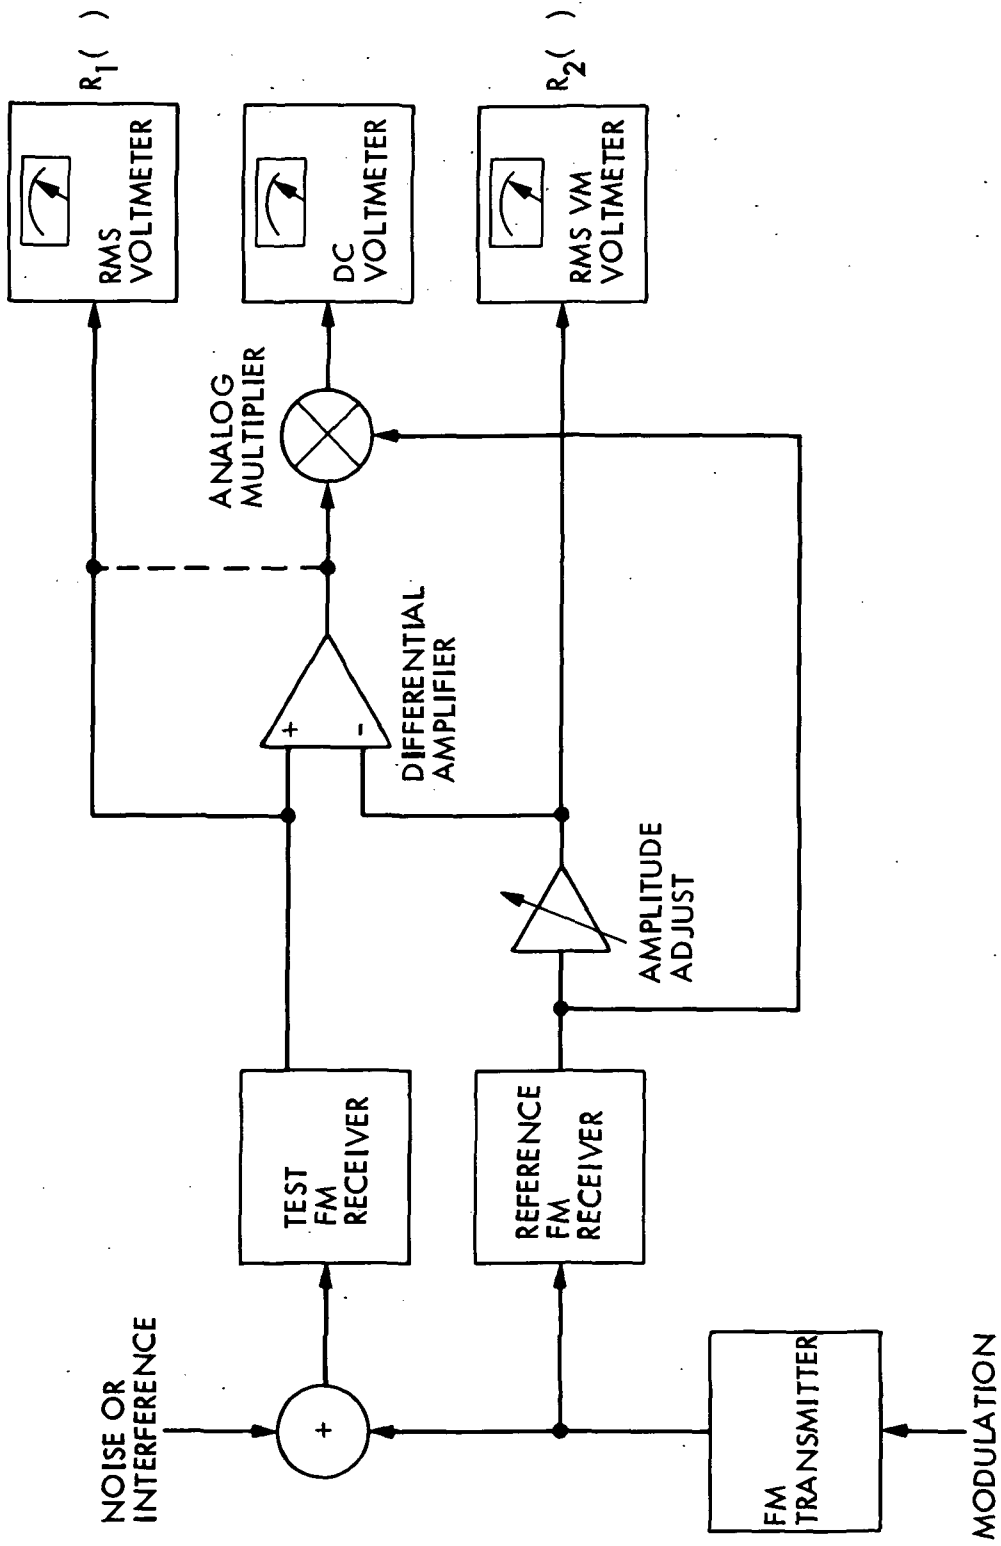 NOISE OR
INTERFERENCE
+
FM
TRANSMITTER
MODULATION
TEST
FM
RECEIVER
REFERENCE
FM
RECEIVER
AMPLITUDE
ADJUST
+
-
DIFFERENTIAL
AMPLIFIER
ANALOG
MULTIPLIER
RMS
VOLTMETER
R1( )
DC
VOLTMETER
RMS VM
VOLTMETER
R2( )